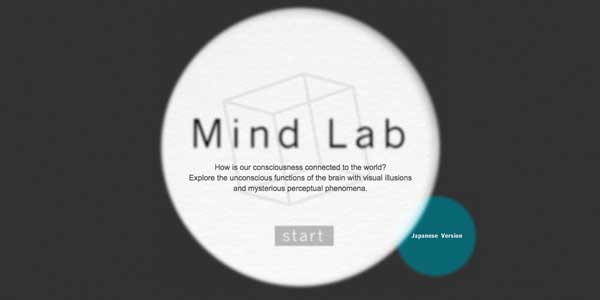 Mind Lab
How is our consciousness connected to the world?
Explore the unconscious functions of the brain with visual illusions
and mysterious perceptual phenomena.
start
Japanese Version